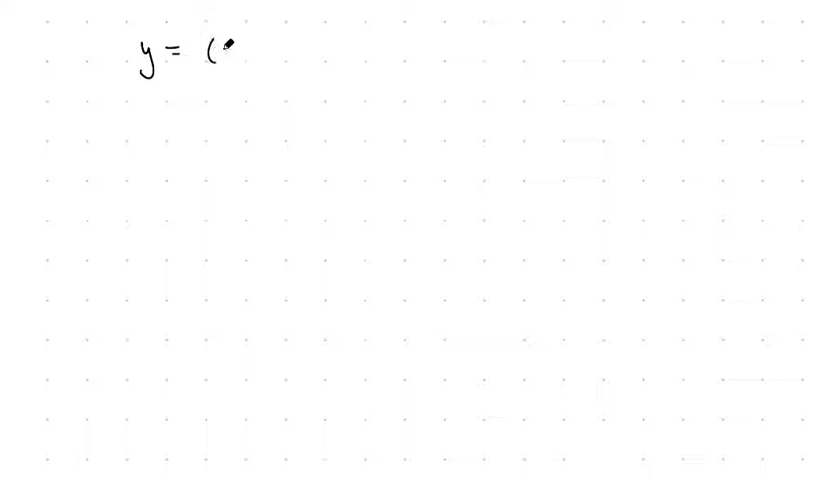 y = (